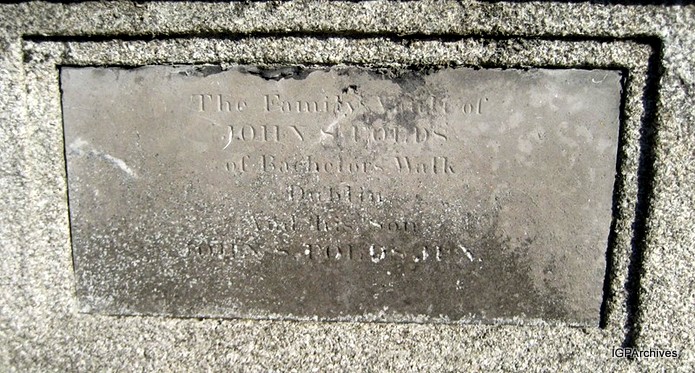 The Family Vault of
JOHN S. FOLDS
of Bachelors Walk
Dublin
And his Son
JOHN S. FOLDS, JUN.
IGPArchives